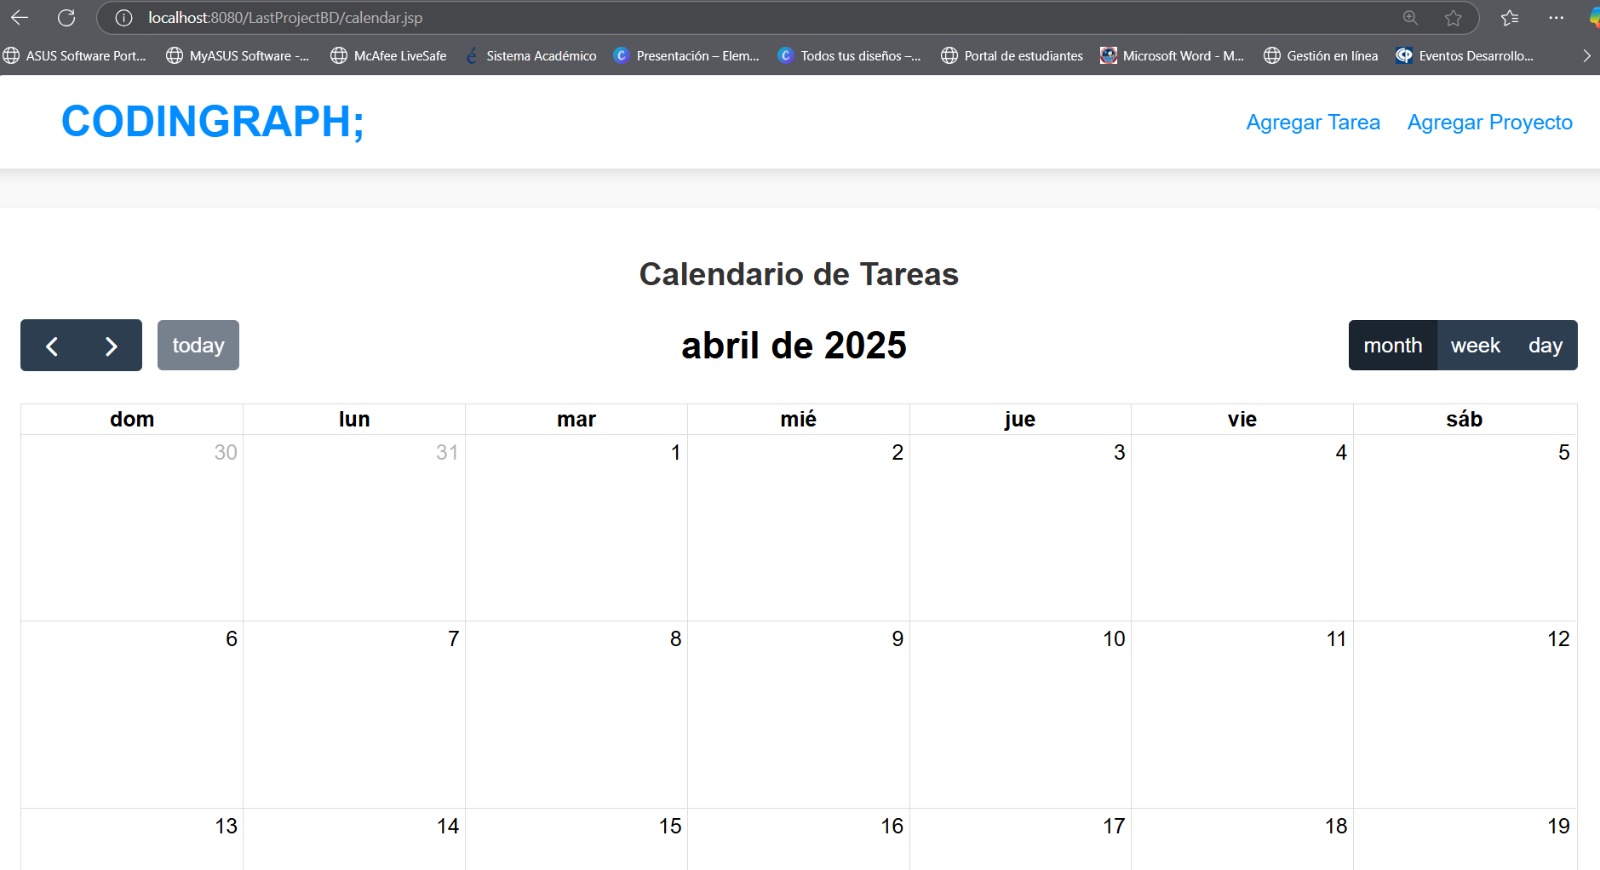 localhost:8080/LastProjectBD/calendar.jsp
ASUS Software Port... MyASUS Software -... McAfee LiveSafe Sistema Académico Presentación – Elem... Todos tus diseños –... Portal de estudiantes Microsoft Word - M... Gestión en línea Eventos Desarrollo...
CODINGRAPH; Agregar Tarea Agregar Proyecto
Calendario de Tareas
today abril de 2025 month week day
dom lun mar mié jue vie sáb
30 31 1 2 3 4 5
6 7 8 9 10 11 12
13 14 15 16 17 18 19